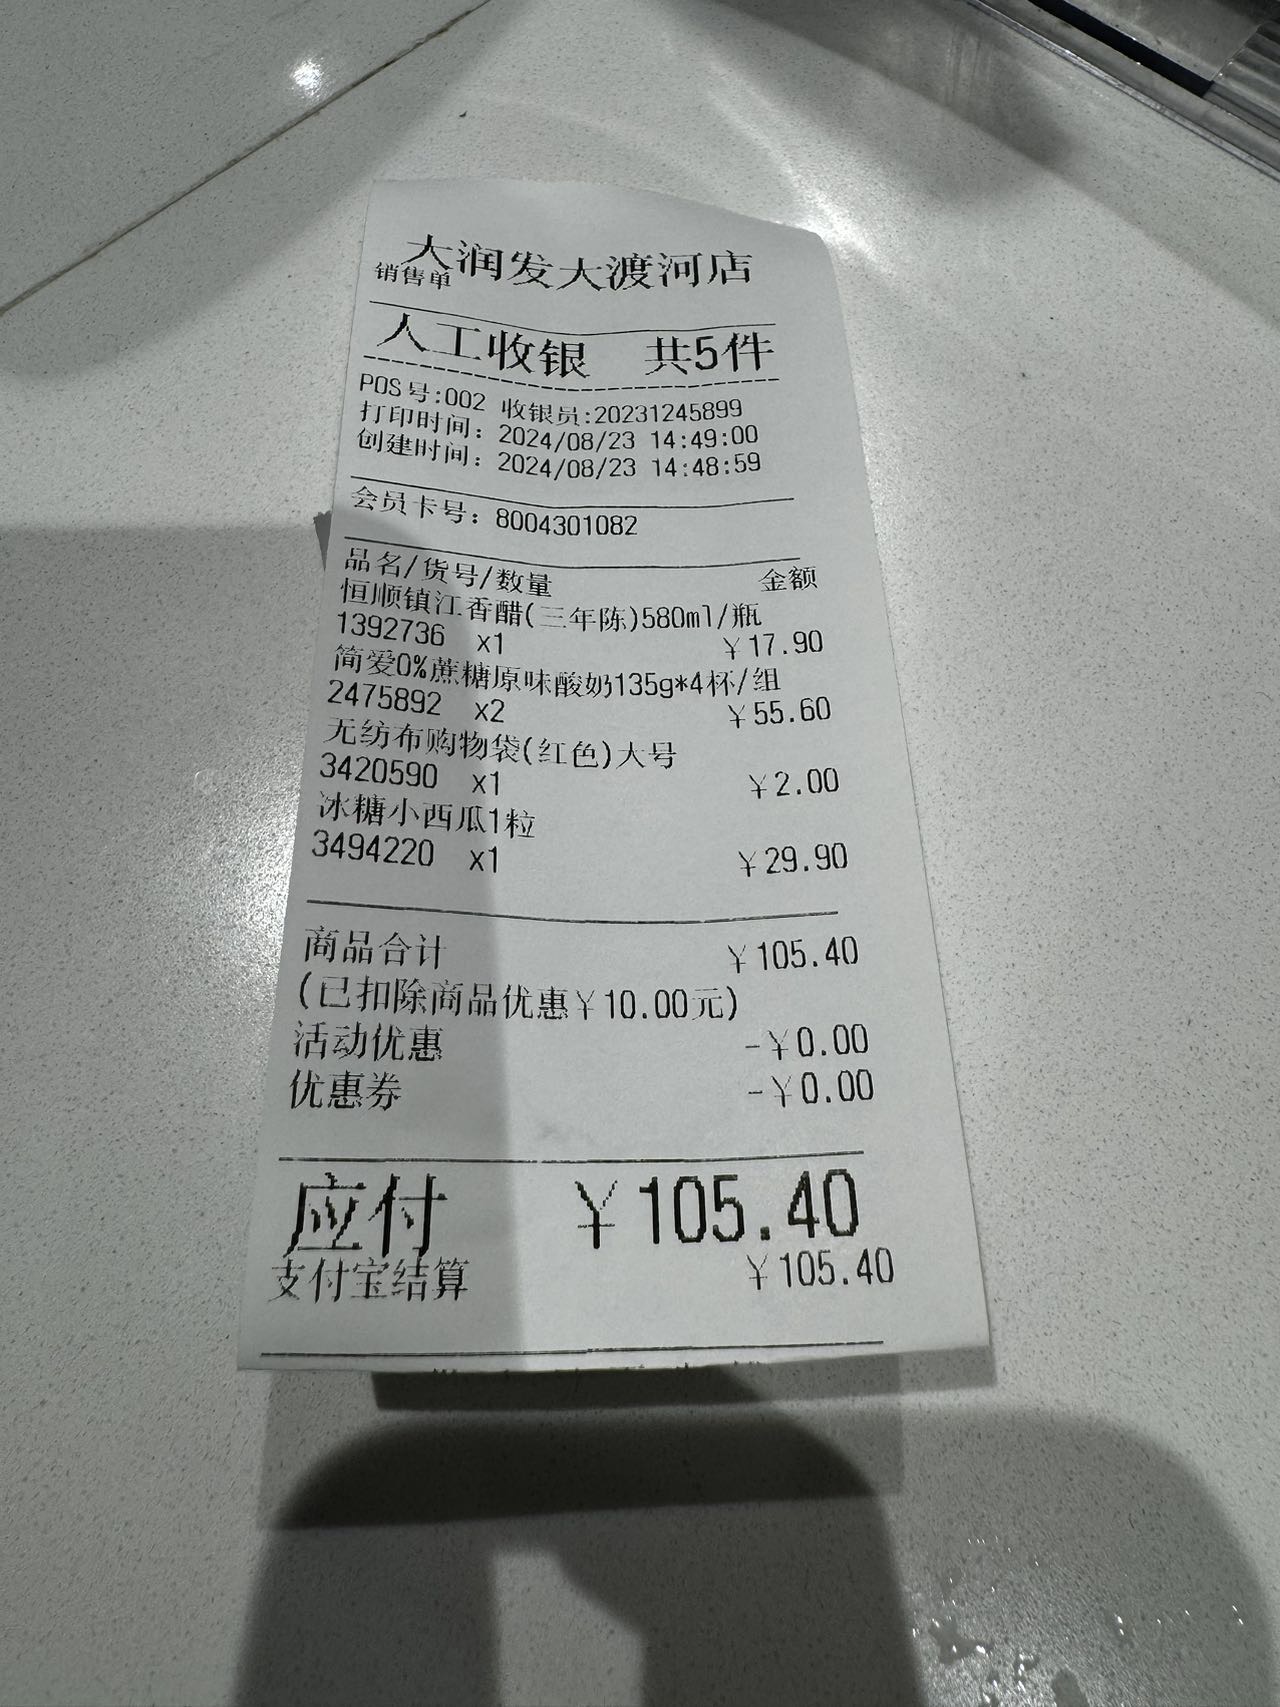 大润发大渡河店
销售单
人工收银 共5件
POS号:002 收银员:20231245899
打印时间：2024/08/23 14:49:00
创建时间：2024/08/23 14:48:59
会员卡号：8004301082
品名/货号/数量 金额
恒顺镇江香醋(三年陈)580ml/瓶
1392736 x1 ￥17.90
简爱0%蔗糖原味酸奶135g*4杯/组
2475892 x2 ￥55.60
无纺布购物袋(红色)大号
3420590 x1 ￥2.00
冰糖小西瓜1粒
3494220 x1 ￥29.90
商品合计 ￥105.40
(已扣除商品优惠￥10.00元)
活动优惠 -￥0.00
优惠券 -￥0.00
应付 ￥105.40
支付宝结算 ￥105.40